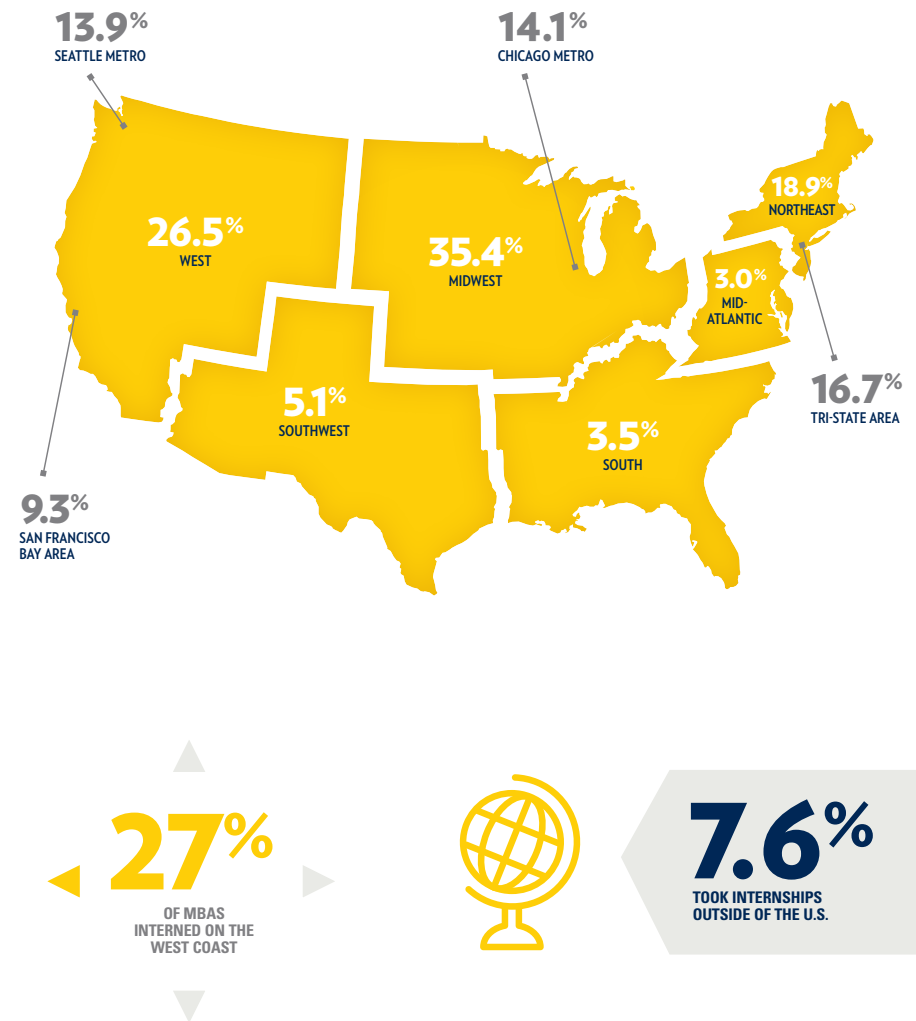 13.9%
SEATTLE METRO
14.1%
CHICAGO METRO
18.9%
NORTHEAST
26.5%
WEST
35.4%
MIDWEST
3.0%
MID-
ATLANTIC
16.7%
TRI-STATE AREA
5.1%
SOUTHWEST
3.5%
SOUTH
9.3%
SAN FRANCISCO
BAY AREA
27%
OF MBAS
INTERNED ON THE
WEST COAST
7.6%
TOOK INTERNSHIPS
OUTSIDE OF THE U.S.